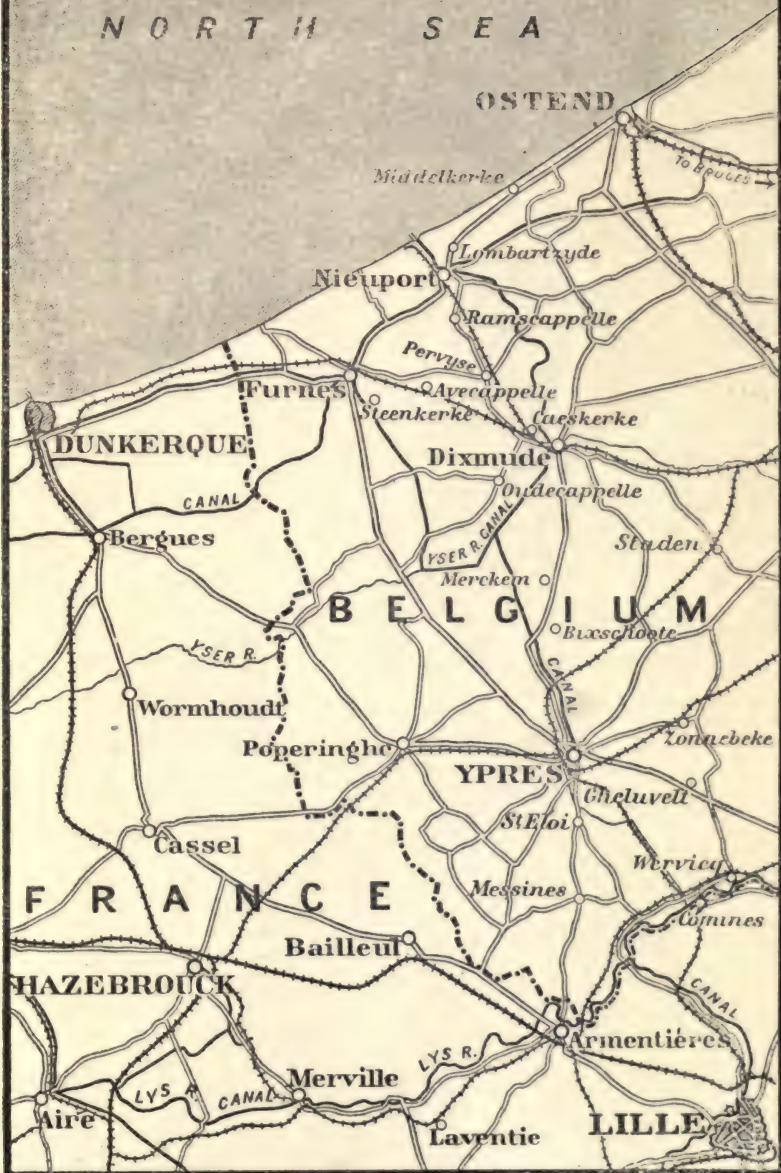 NORTH SEA
OSTEND
TO BRUGES
Middelkerke
Lombartzyde
Nieuport
Ramscappelle
Pervyse
Furnes
Avecappelle
Steenkerke
Caeskerke
DUNKERQUE
Dixmude
Oudecappelle
CANAL
Bergues
YSER R. CANAL
Staden
Merckem
BELGIUM
Bixschoote
YSER R.
CANAL
Wormhoudt
Poperinghe
Zonnebeke
YPRES
Gheluvelt
St Eloi
Cassel
Wervicq
FRANCE
Messines
Comines
Bailleul
HAZEBROUCK
CANAL
Armentières
LYS R.
Merville
LYS R. CANAL
Aire
LILLE
Laventie